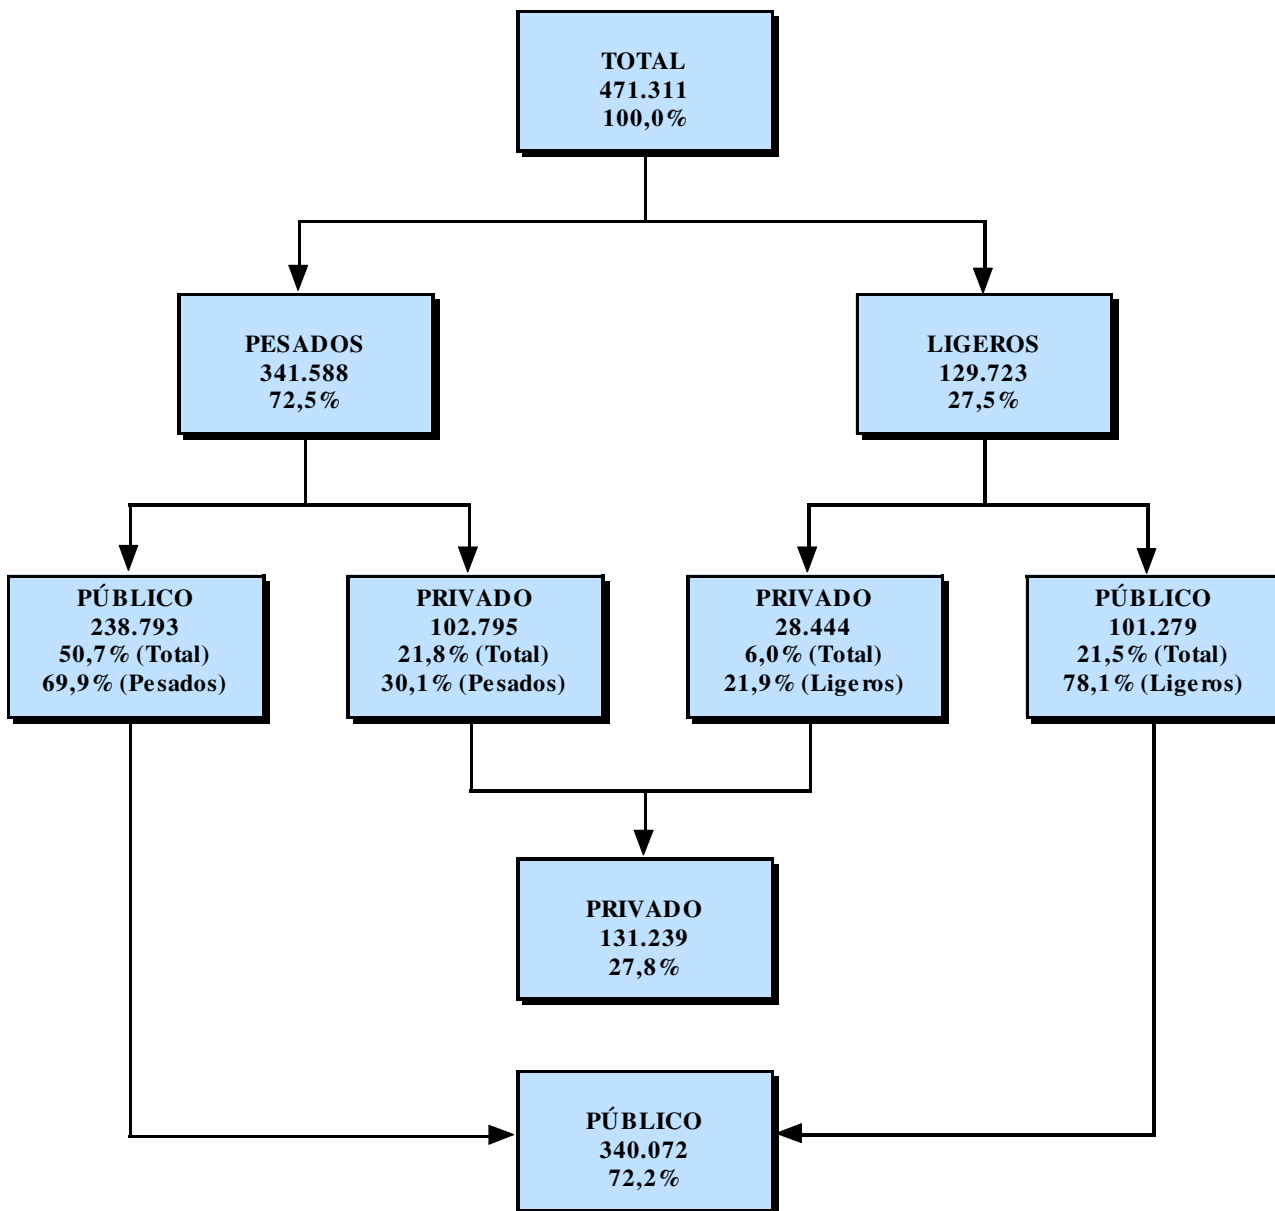 TOTAL
471.311
100,0%
PESADOS
341.588
72,5%
LIGEROS
129.723
27,5%
PÚBLICO
238.793
50,7% (Total)
69,9% (Pesados)
PRIVADO
102.795
21,8% (Total)
30,1% (Pesados)
PRIVADO
28.444
6,0% (Total)
21,9% (Ligeros)
PÚBLICO
101.279
21,5% (Total)
78,1% (Ligeros)
PRIVADO
131.239
27,8%
PÚBLICO
340.072
72,2%